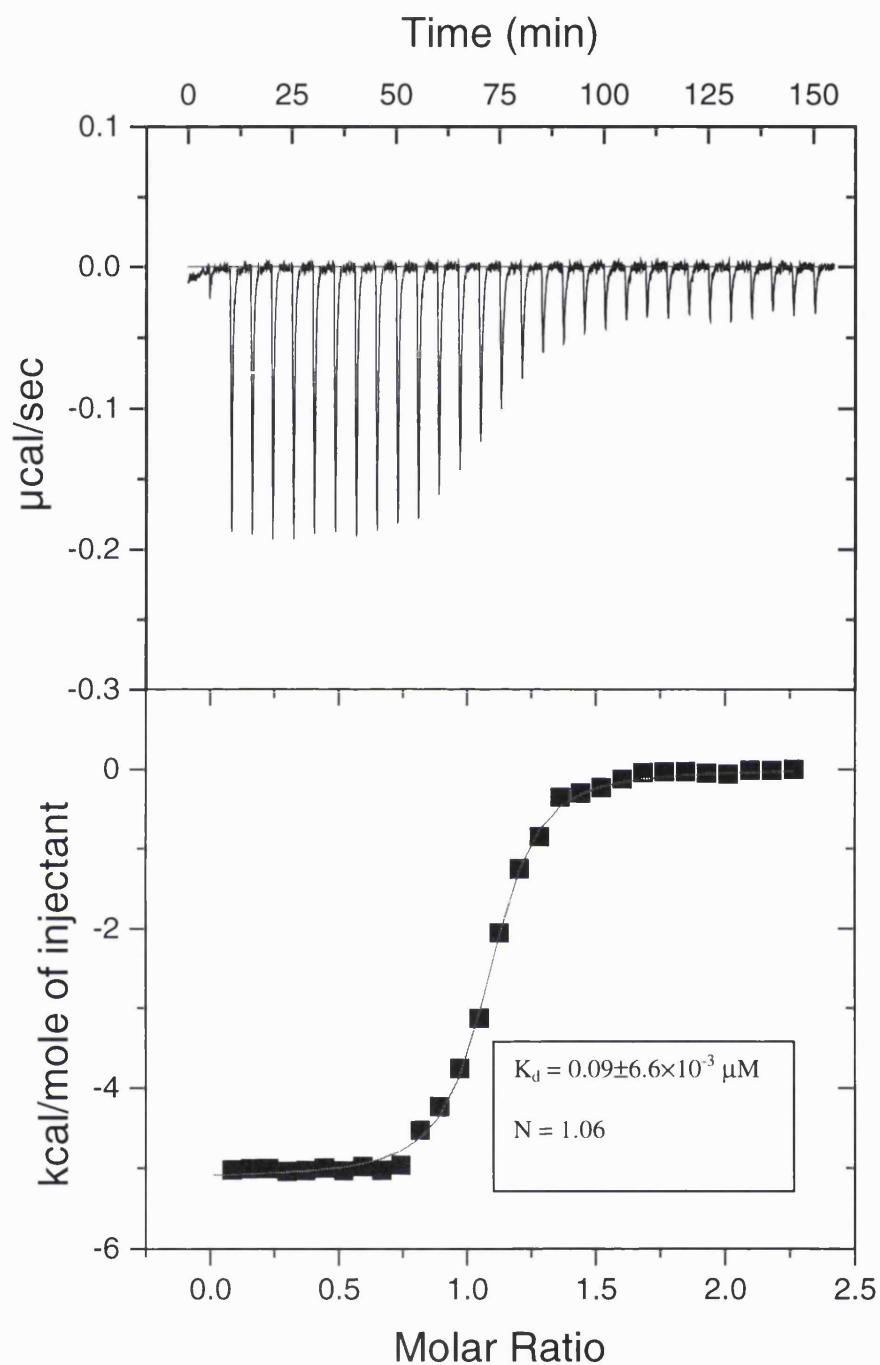 Time (min)
0 25 50 75 100 125 150
0.1
0.0
-0.1
-0.2
-0.3
µcal/sec
0
-2
-4
-6
kcal/mole of injectant
K_d = 0.09±6.6×10^-3 µM
N = 1.06
0.0 0.5 1.0 1.5 2.0 2.5
Molar Ratio